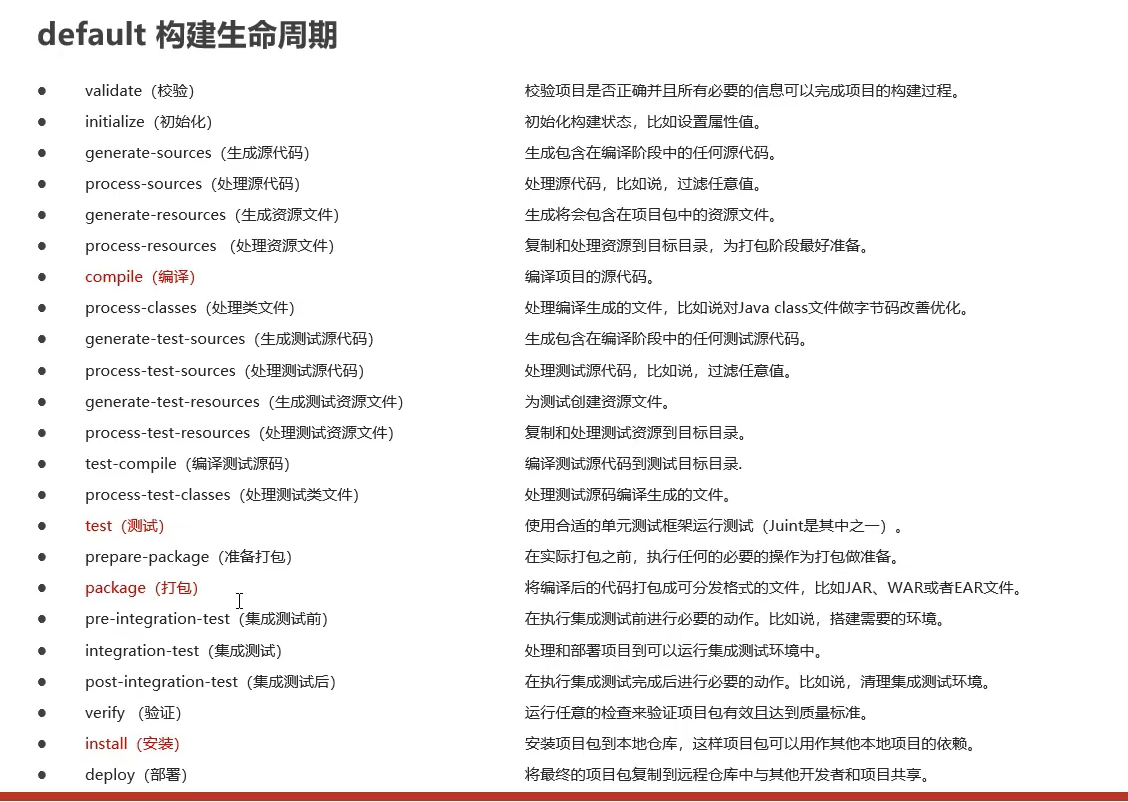 default 构建生命周期
● validate（校验） 校验项目是否正确并且所有必要的信息可以完成项目的构建过程。
● initialize（初始化） 初始化构建状态，比如设置属性值。
● generate-sources（生成源代码） 生成包含在编译阶段中的任何源代码。
● process-sources（处理源代码） 处理源代码，比如说，过滤任意值。
● generate-resources（生成资源文件） 生成将会包含在项目包中的资源文件。
● process-resources （处理资源文件） 复制和处理资源到目标目录，为打包阶段最好准备。
● compile（编译） 编译项目的源代码。
● process-classes（处理类文件） 处理编译生成的文件，比如说对Java class文件做字节码改善优化。
● generate-test-sources（生成测试源代码） 生成包含在编译阶段中的任何测试源代码。
● process-test-sources（处理测试源代码） 处理测试源代码，比如说，过滤任意值。
● generate-test-resources（生成测试资源文件） 为测试创建资源文件。
● process-test-resources（处理测试资源文件） 复制和处理测试资源到目标目录。
● test-compile（编译测试源码） 编译测试源代码到测试目标目录.
● process-test-classes（处理测试类文件） 处理测试源码编译生成的文件。
● test（测试） 使用合适的单元测试框架运行测试（Juint是其中之一）。
● prepare-package（准备打包） 在实际打包之前，执行任何的必要的操作为打包做准备。
● package（打包） 将编译后的代码打包成可分发格式的文件，比如JAR、WAR或者EAR文件。
● pre-integration-test（集成测试前） 在执行集成测试前进行必要的动作。比如说，搭建需要的环境。
● integration-test（集成测试） 处理和部署项目到可以运行集成测试环境中。
● post-integration-test（集成测试后） 在执行集成测试完成后进行必要的动作。比如说，清理集成测试环境。
● verify （验证） 运行任意的检查来验证项目包有效且达到质量标准。
● install（安装） 安装项目包到本地仓库，这样项目包可以用作其他本地项目的依赖。
● deploy（部署） 将最终的项目包复制到远程仓库中与其他开发者和项目共享。